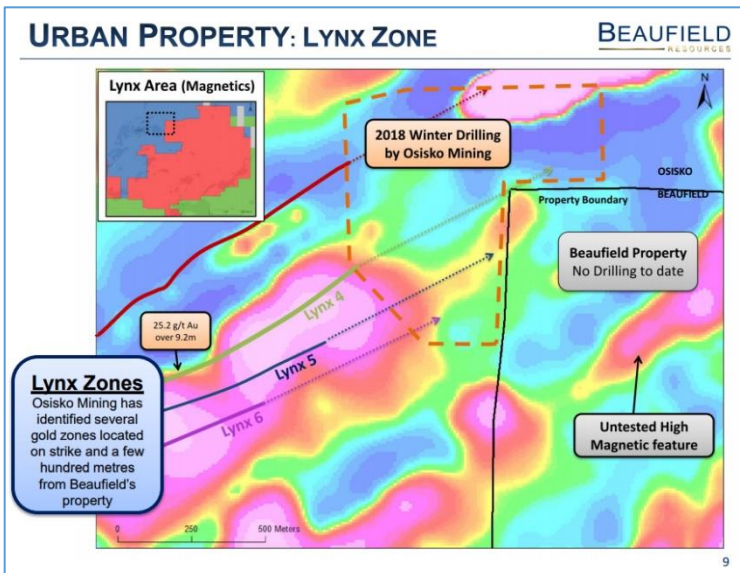 URBAN PROPERTY: LYNX ZONE
BEAUFIELD
RESOURCES
Lynx Area (Magnetics)
N
2018 Winter Drilling
by Osisko Mining
OSISKO
BEAUFIELD
Property Boundary
Beaufield Property
No Drilling to date
25.2 g/t Au
over 9.2m
Lynx 4
Lynx 5
Lynx 6
Lynx Zones
Osisko Mining has
identified several
gold zones located
on strike and a few
hundred metres
from Beaufield's
property
Untested High
Magnetic feature
0 250 500 Meters
9